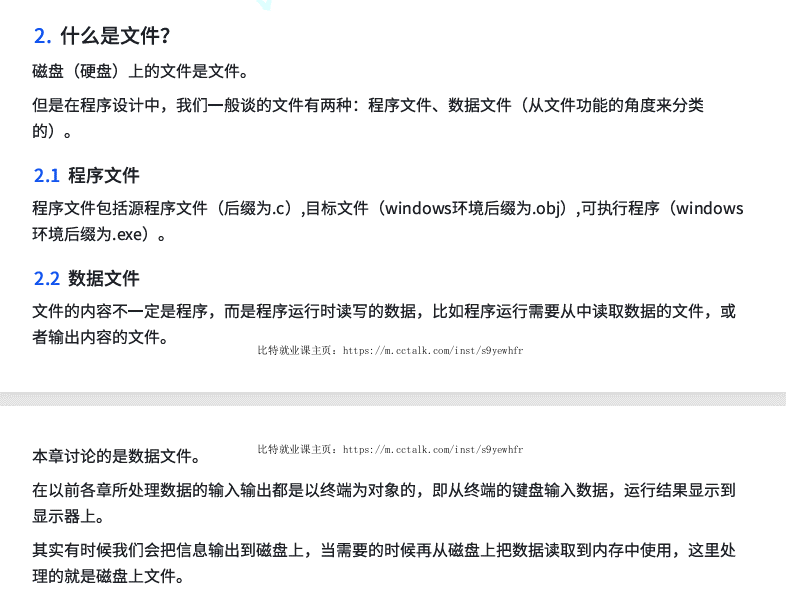 2. 什么是文件？
磁盘（硬盘）上的文件是文件。
但是在程序设计中，我们一般谈的文件有两种：程序文件、数据文件（从文件功能的角度来分类
的）。
2.1 程序文件
程序文件包括源程序文件（后缀为.c）,目标文件（windows环境后缀为.obj）,可执行程序（windows
环境后缀为.exe）。
2.2 数据文件
文件的内容不一定是程序，而是程序运行时读写的数据，比如程序运行需要从中读取数据的文件，或
者输出内容的文件。
比特就业课主页：https://m.cctalk.com/inst/s9yewhfr
比特就业课主页：https://m.cctalk.com/inst/s9yewhfr
本章讨论的是数据文件。
在以前各章所处理数据的输入输出都是以终端为对象的，即从终端的键盘输入数据，运行结果显示到
显示器上。
其实有时候我们会把信息输出到磁盘上，当需要的时候再从磁盘上把数据读取到内存中使用，这里处
理的就是磁盘上文件。